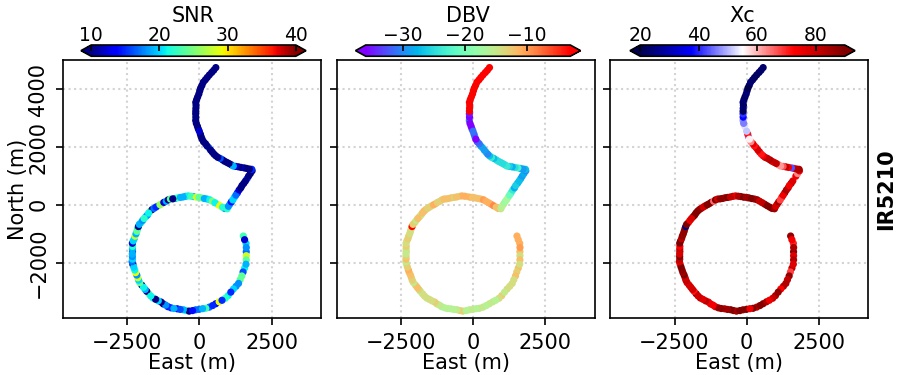 SNR DBV Xc
10 20 30 40 −30 −20 −10 20 40 60 80
4000
2000
0
−2000
North (m)
IR5210
−2500 0 2500 −2500 0 2500 −2500 0 2500
East (m) East (m) East (m)